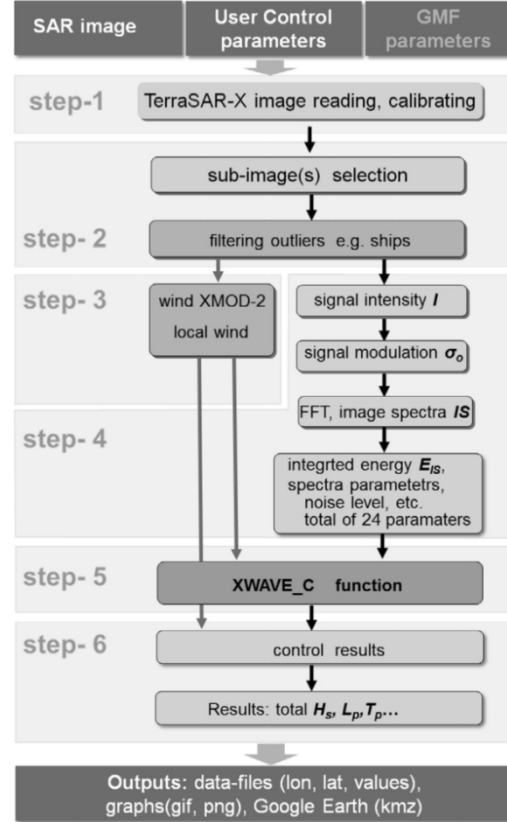 SAR image
User Control
parameters
GMF
parameters
step-1
TerraSAR-X image reading, calibrating
sub-image(s) selection
step- 2
filtering outliers e.g. ships
step- 3
wind XMOD-2
local wind
signal intensity I
signal modulation σo
FFT, image spectra IS
step- 4
integrted energy EIS,
spectra parametetrs,
noise level, etc.
total of 24 paramaters
step- 5
XWAVE_C function
step- 6
control results
Results: total Hs, Lp,Tp...
Outputs: data-files (lon, lat, values),
graphs(gif, png), Google Earth (kmz)